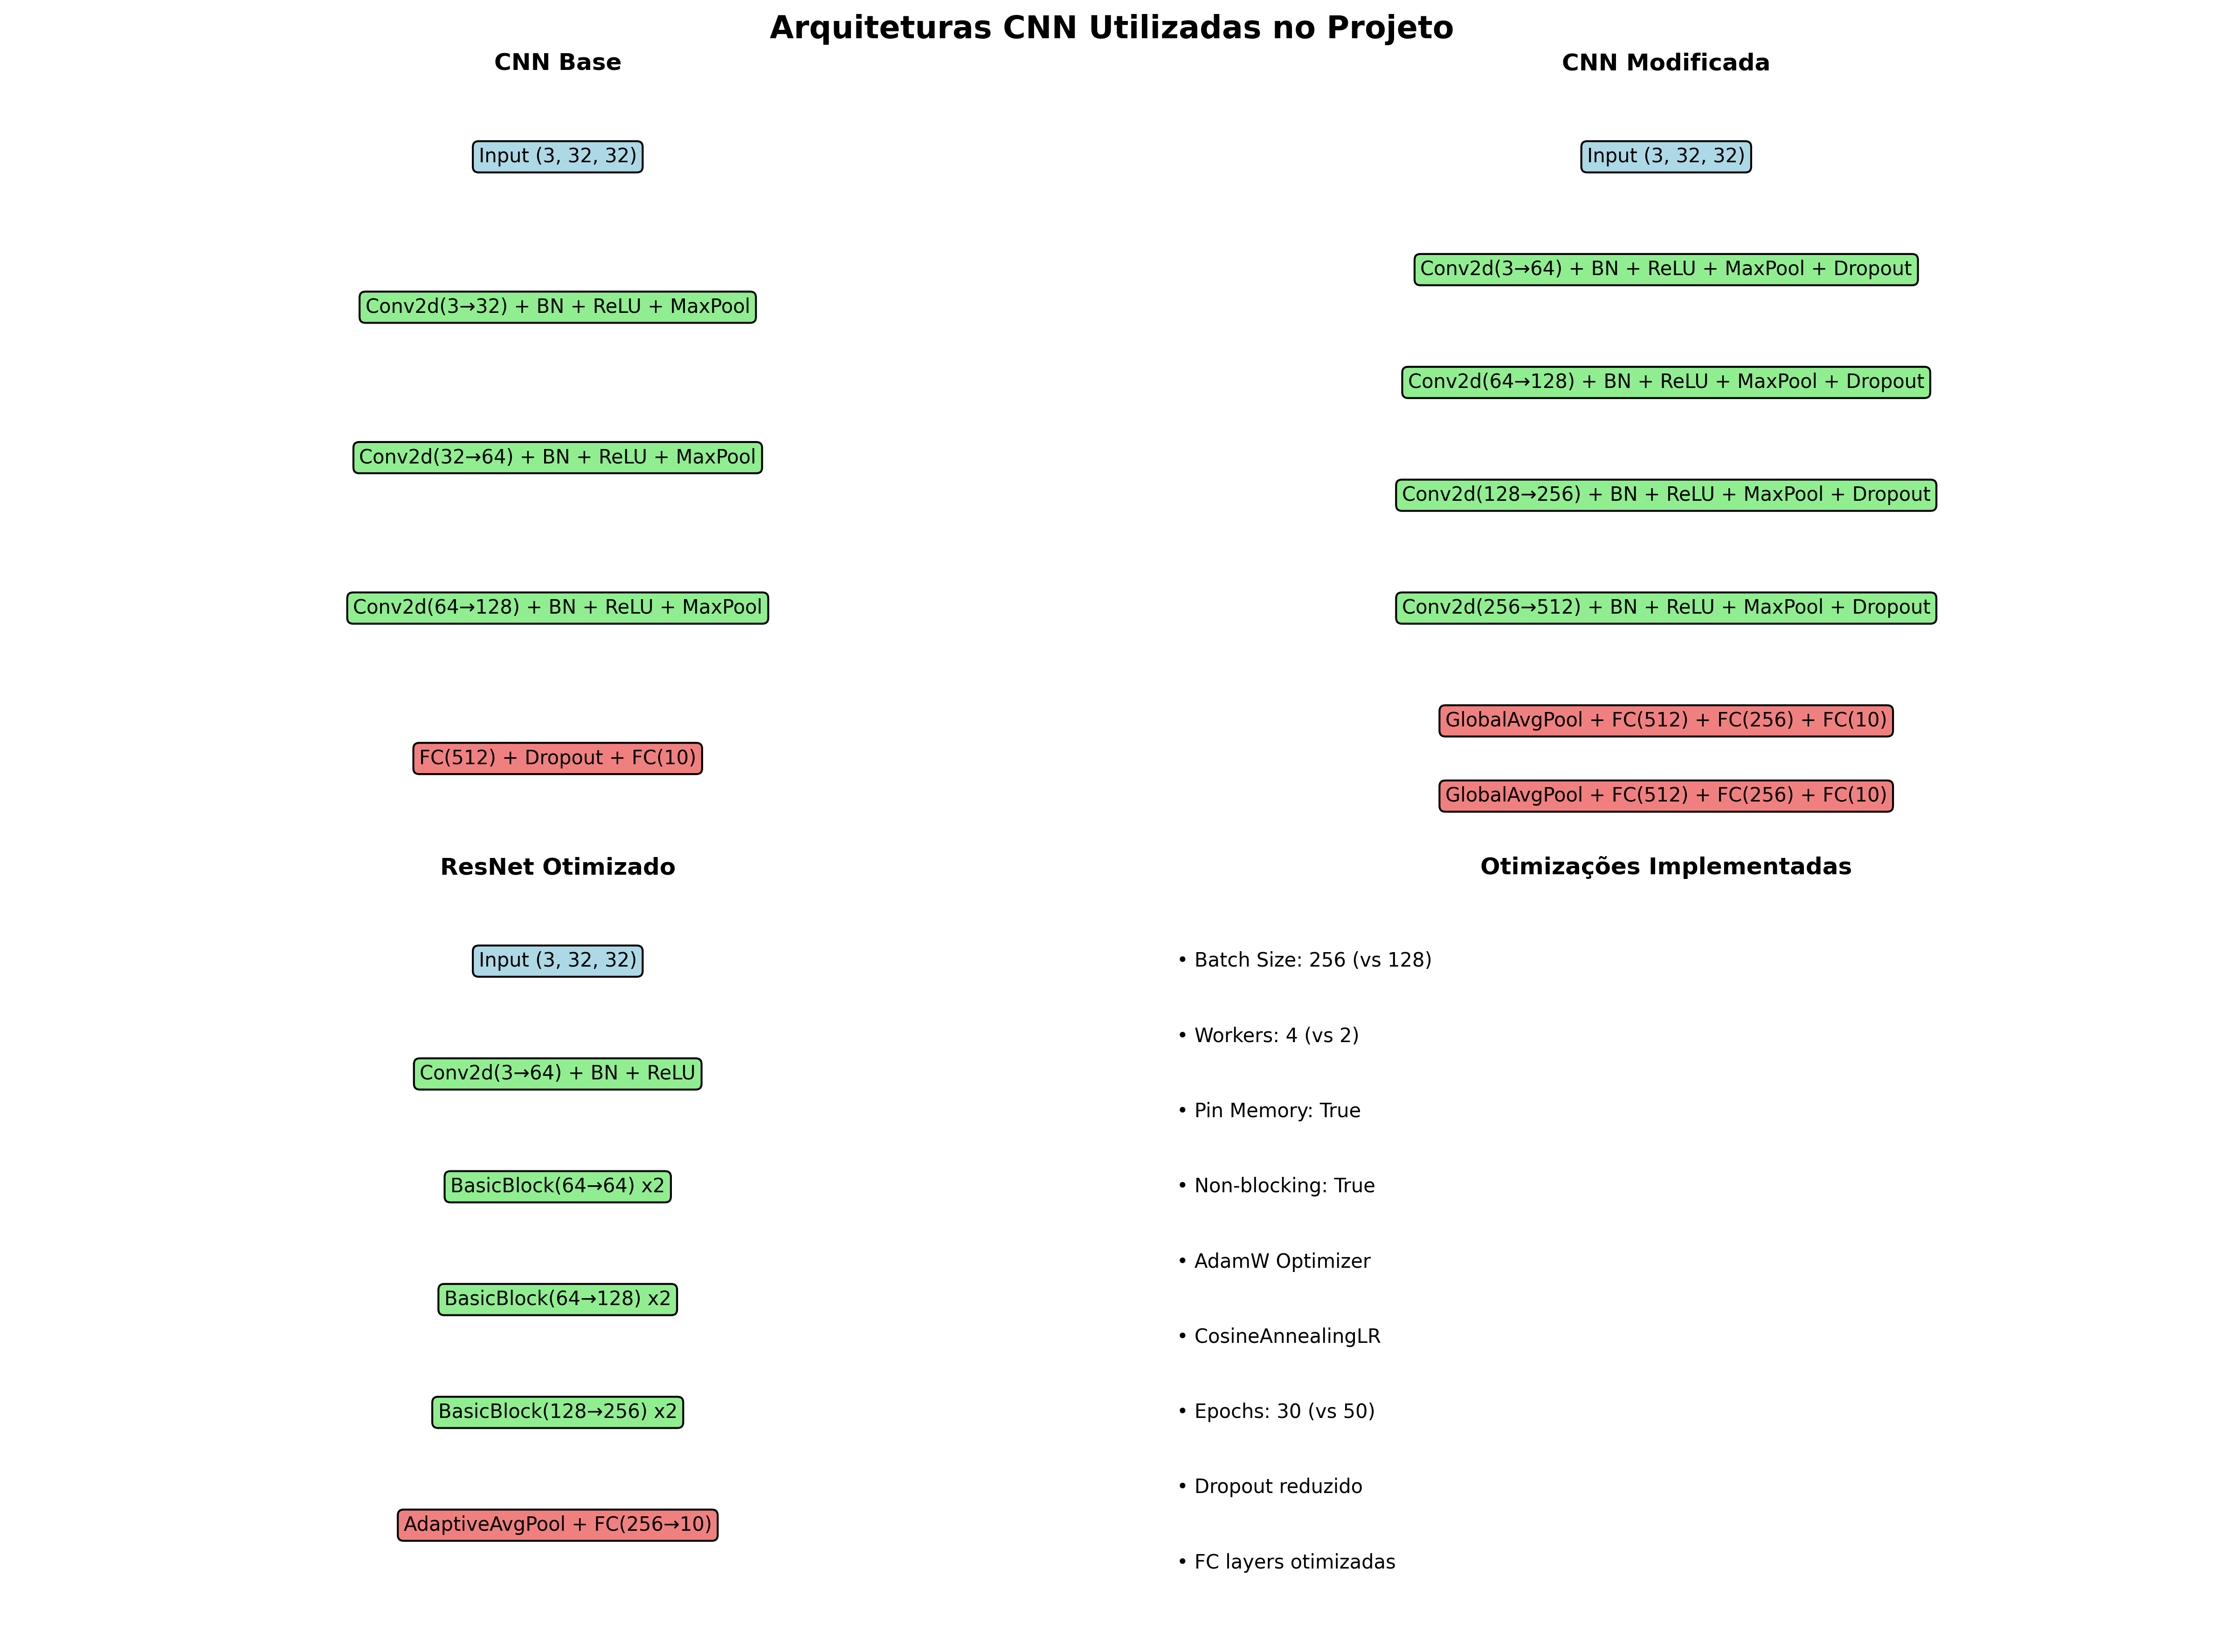 Arquiteturas CNN Utilizadas no Projeto
CNN Base
Input (3, 32, 32)
Conv2d(3→32) + BN + ReLU + MaxPool
Conv2d(32→64) + BN + ReLU + MaxPool
Conv2d(64→128) + BN + ReLU + MaxPool
FC(512) + Dropout + FC(10)
CNN Modificada
Input (3, 32, 32)
Conv2d(3→64) + BN + ReLU + MaxPool + Dropout
Conv2d(64→128) + BN + ReLU + MaxPool + Dropout
Conv2d(128→256) + BN + ReLU + MaxPool + Dropout
Conv2d(256→512) + BN + ReLU + MaxPool + Dropout
GlobalAvgPool + FC(512) + FC(256) + FC(10)
GlobalAvgPool + FC(512) + FC(256) + FC(10)
ResNet Otimizado
Input (3, 32, 32)
Conv2d(3→64) + BN + ReLU
BasicBlock(64→64) x2
BasicBlock(64→128) x2
BasicBlock(128→256) x2
AdaptiveAvgPool + FC(256→10)
Otimizações Implementadas
• Batch Size: 256 (vs 128)
• Workers: 4 (vs 2)
• Pin Memory: True
• Non-blocking: True
• AdamW Optimizer
• CosineAnnealingLR
• Epochs: 30 (vs 50)
• Dropout reduzido
• FC layers otimizadas